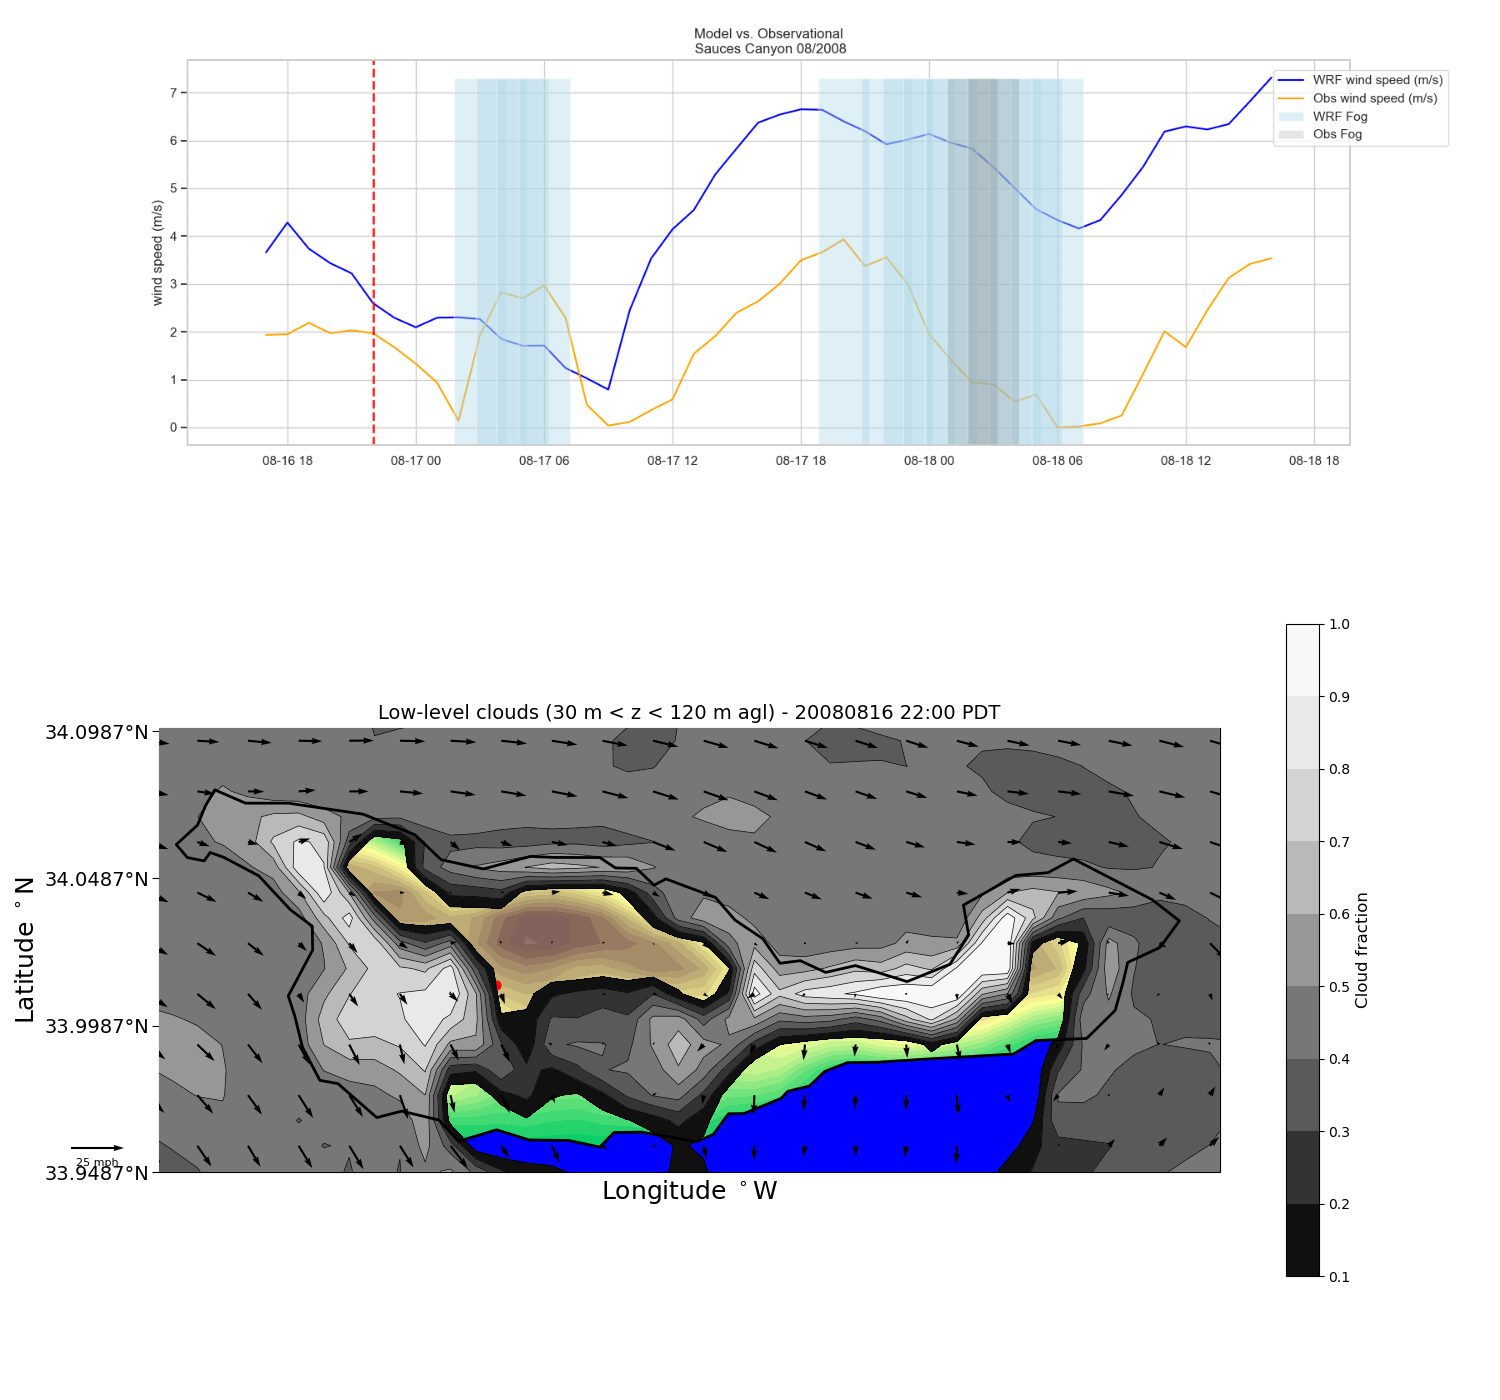 Model vs. Observational
Sauces Canyon 08/2008
WRF wind speed (m/s)
Obs wind speed (m/s)
WRF Fog
Obs Fog
wind speed (m/s)
7
6
5
4
3
2
1
0
08-16 18
08-17 00
08-17 06
08-17 12
08-17 18
08-18 00
08-18 06
08-18 12
08-18 18
Low-level clouds (30 m < z < 120 m agl) - 20080816 22:00 PDT
34.0987°N
34.0487°N
33.9987°N
33.9487°N
Latitude °N
25 mph
Longitude °W
1.0
0.9
0.8
0.7
0.6
0.5
0.4
0.3
0.2
0.1
Cloud fraction